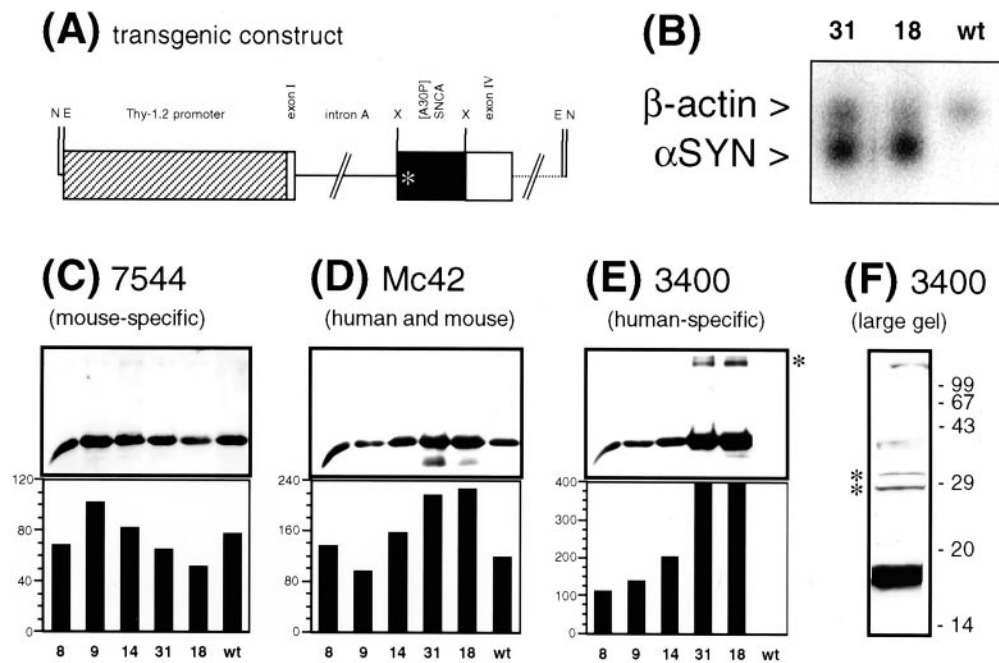 (A) transgenic construct
N E Thy-1.2 promoter exon I intron A X [A30P] SNCA X exon IV E N
*
(B)
31 18 wt
β-actin >
αSYN >
(C) 7544
(mouse-specific)
120
80
40
0
8 9 14 31 18 wt
(D) Mc42
(human and mouse)
240
160
80
0
8 9 14 31 18 wt
(E) 3400
(human-specific)
*
400
300
200
100
0
8 9 14 31 18 wt
(F) 3400
(large gel)
- 99
- 67
- 43
*
*
- 29
- 20
- 14